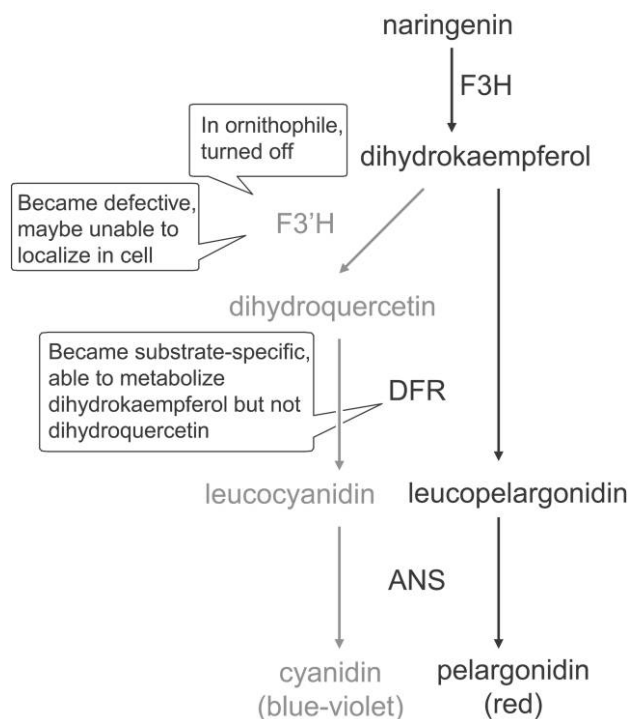 naringenin
F3H
In ornithophile,
turned off
dihydrokaempferol
Became defective,
maybe unable to
localize in cell
F3'H
dihydroquercetin
Became substrate-specific,
able to metabolize
dihydrokaempferol but not
dihydroquercetin
DFR
leucocyanidin
leucopelargonidin
ANS
cyanidin
(blue-violet)
pelargonidin
(red)